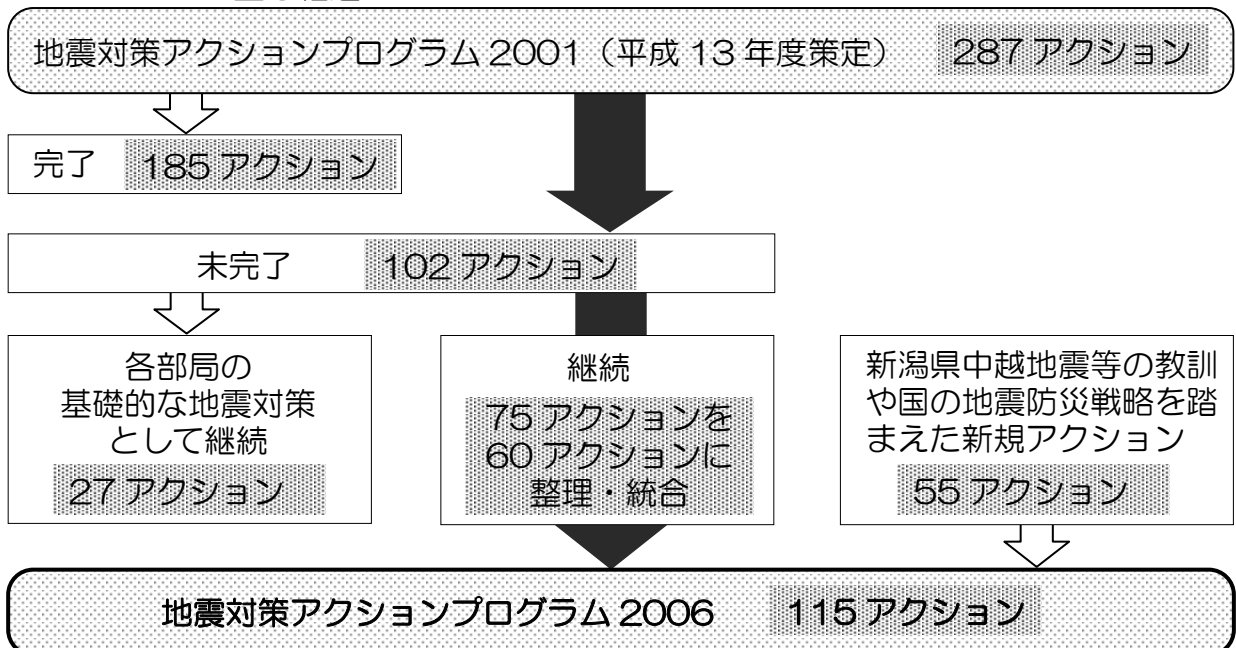 地震対策アクションプログラム 2001（平成 13 年度策定） 287 アクション
完了 185 アクション
未完了 102 アクション
各部局の
基礎的な地震対策
として継続
27 アクション
継続
75 アクションを
60 アクションに
整理・統合
新潟県中越地震等の教訓
や国の地震防災戦略を踏
まえた新規アクション
55 アクション
地震対策アクションプログラム 2006 115 アクション